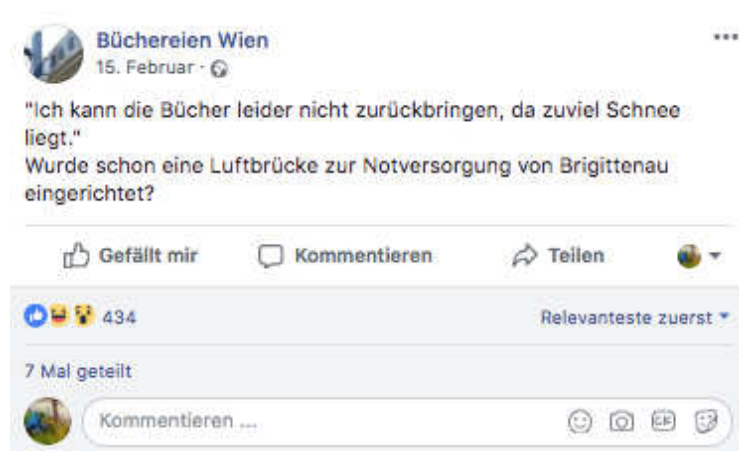 Büchereien Wien
15. Februar ·
"Ich kann die Bücher leider nicht zurückbringen, da zuviel Schnee
liegt."
Wurde schon eine Luftbrücke zur Notversorgung von Brigittenau
eingerichtet?
Gefällt mir Kommentieren Teilen
434 Relevanteste zuerst
7 Mal geteilt
Kommentieren ... GIF